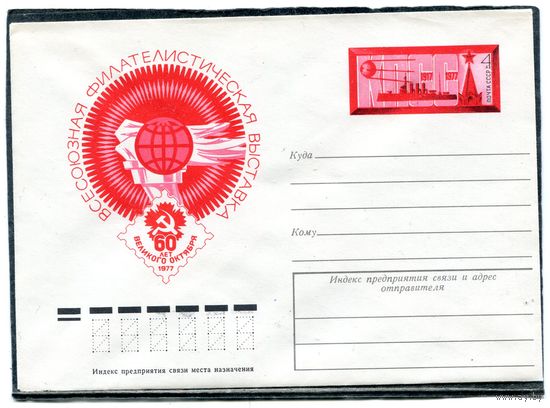 ВСЕСОЮЗНАЯ ФИЛАТЕЛИСТИЧЕСКАЯ ВЫСТАВКА
60
ЛЕТ
ВЕЛИКОГО ОКТЯБРЯ
1977
1917 1977
ПОЧТА СССР 4
Куда
Кому
Индекс предприятия связи и адрес
отправителя
Индекс предприятия связи места назначения